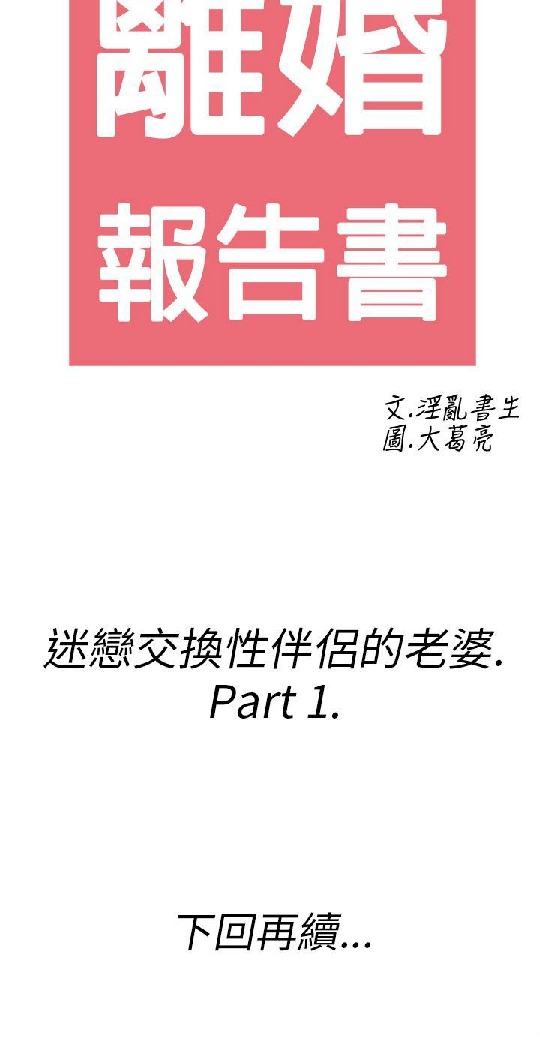 離婚
報告書
文.淫亂書生
圖.大葛亮
迷戀交換性伴侶的老婆.
Part 1.
下回再續...